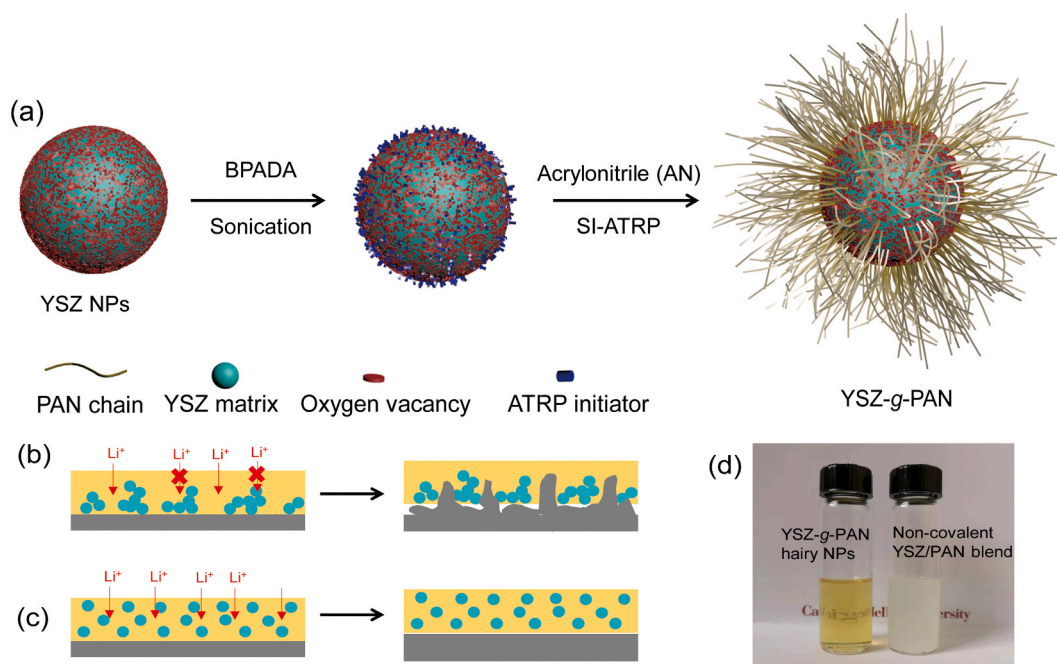 (a)
BPADA
Sonication
Acrylonitrile (AN)
SI-ATRP
YSZ NPs
YSZ-g-PAN
PAN chain
YSZ matrix
Oxygen vacancy
ATRP initiator
(b)
Li⁺
Li⁺
Li⁺
Li⁺
(c)
Li⁺
Li⁺
Li⁺
Li⁺
(d)
YSZ-g-PAN
hairy NPs
Non-covalent
YSZ/PAN blend